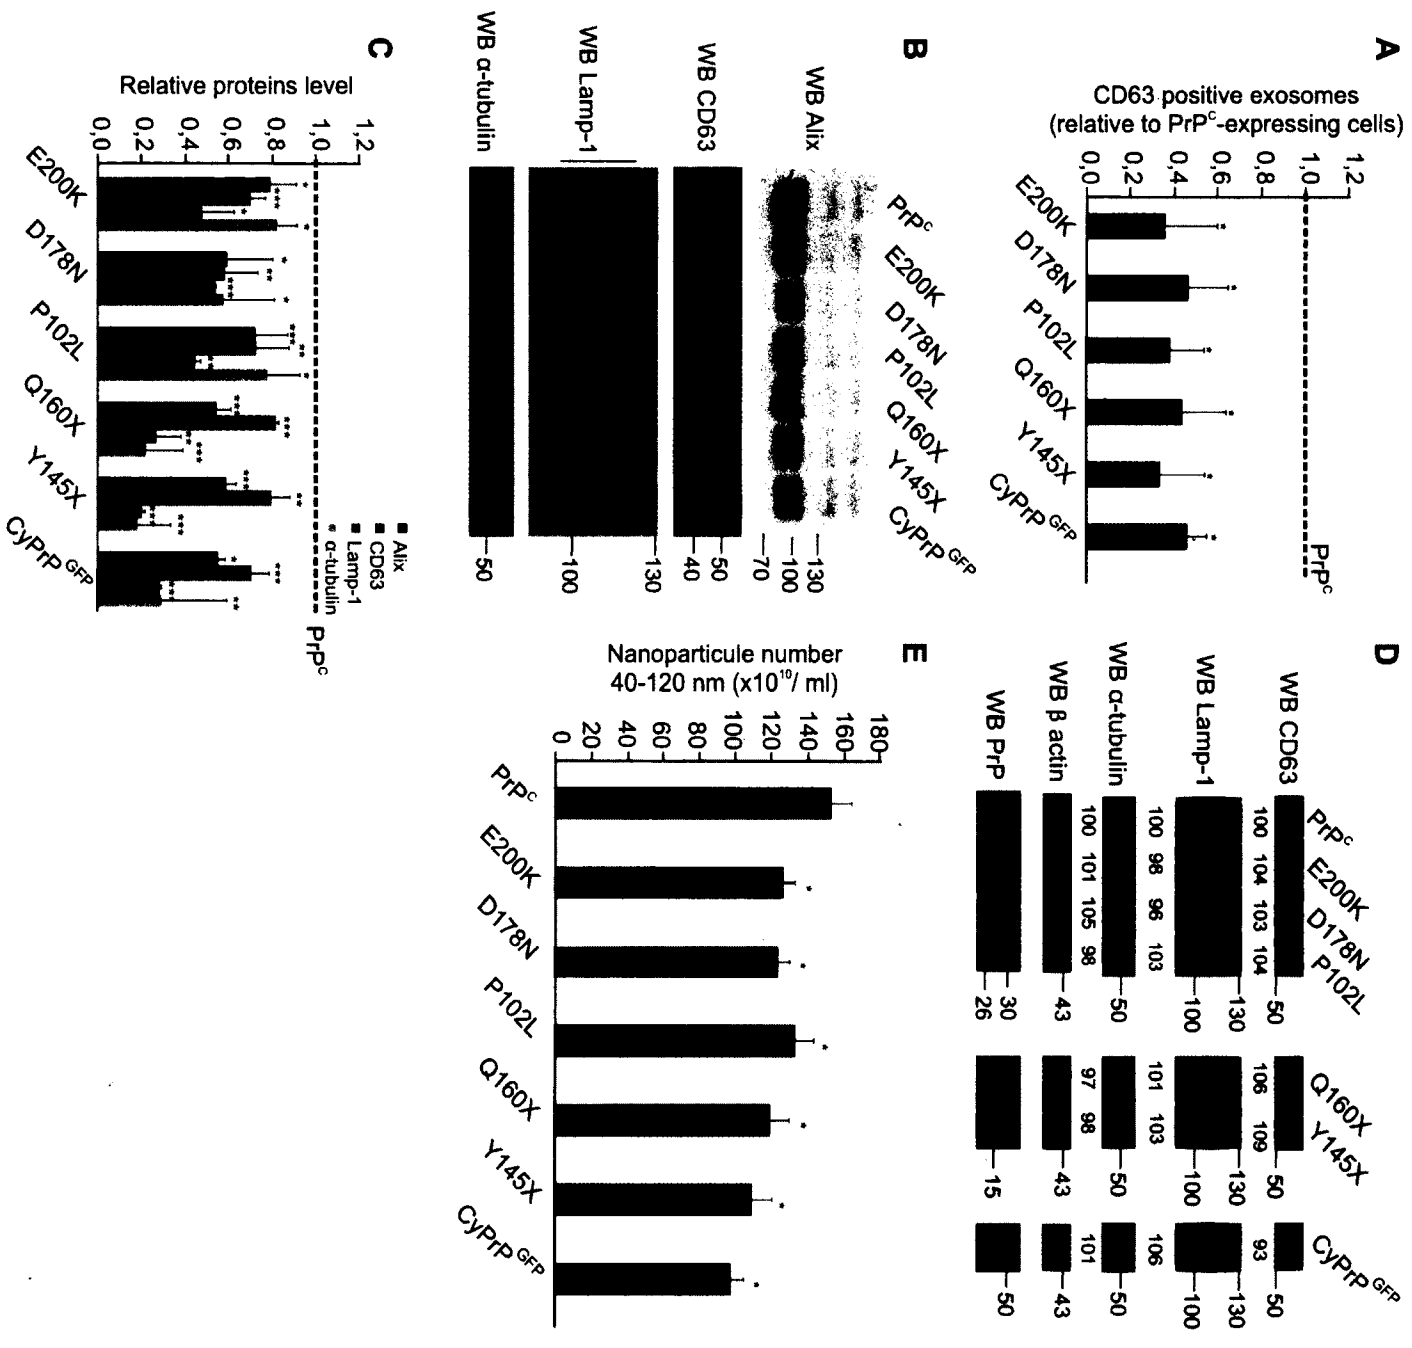 A
CD63 positive exosomes
(relative to PrPᶜ-expressing cells)
1,2
1,0
0,8
0,6
0,4
0,2
0,0
PrPᶜ
* * * * * *
E200K D178N P102L Q160X Y145X CyPrP GFP
B
PrPᶜ E200K D178N P102L Q160X Y145X CyPrP GFP
WB Alix
130
100
70
WB CD63
50
40
WB Lamp-1
130
100
WB α-tubulin
50
C
Relative proteins level
1,2
1,0
0,8
0,6
0,4
0,2
0,0
Alix
CD63
Lamp-1
α-tubulin
PrPᶜ
E200K D178N P102L Q160X Y145X CyPrP GFP
D
PrPᶜ E200K D178N P102L Q160X Y145X CyPrP GFP
WB CD63 50 50 50
100 104 103 104 106 109 93
WB Lamp-1 130 130 130
100 100 100
100 98 96 103 101 103 106
WB α-tubulin 50 50 50
100 101 105 98 97 98 101
WB β actin 43 43 43
WB PrP 30 26 15 50
E
Nanoparticule number
40-120 nm (x10¹⁰/ ml)
180
160
140
120
100
80
60
40
20
0
* * * * * *
PrPᶜ E200K D178N P102L Q160X Y145X CyPrP GFP